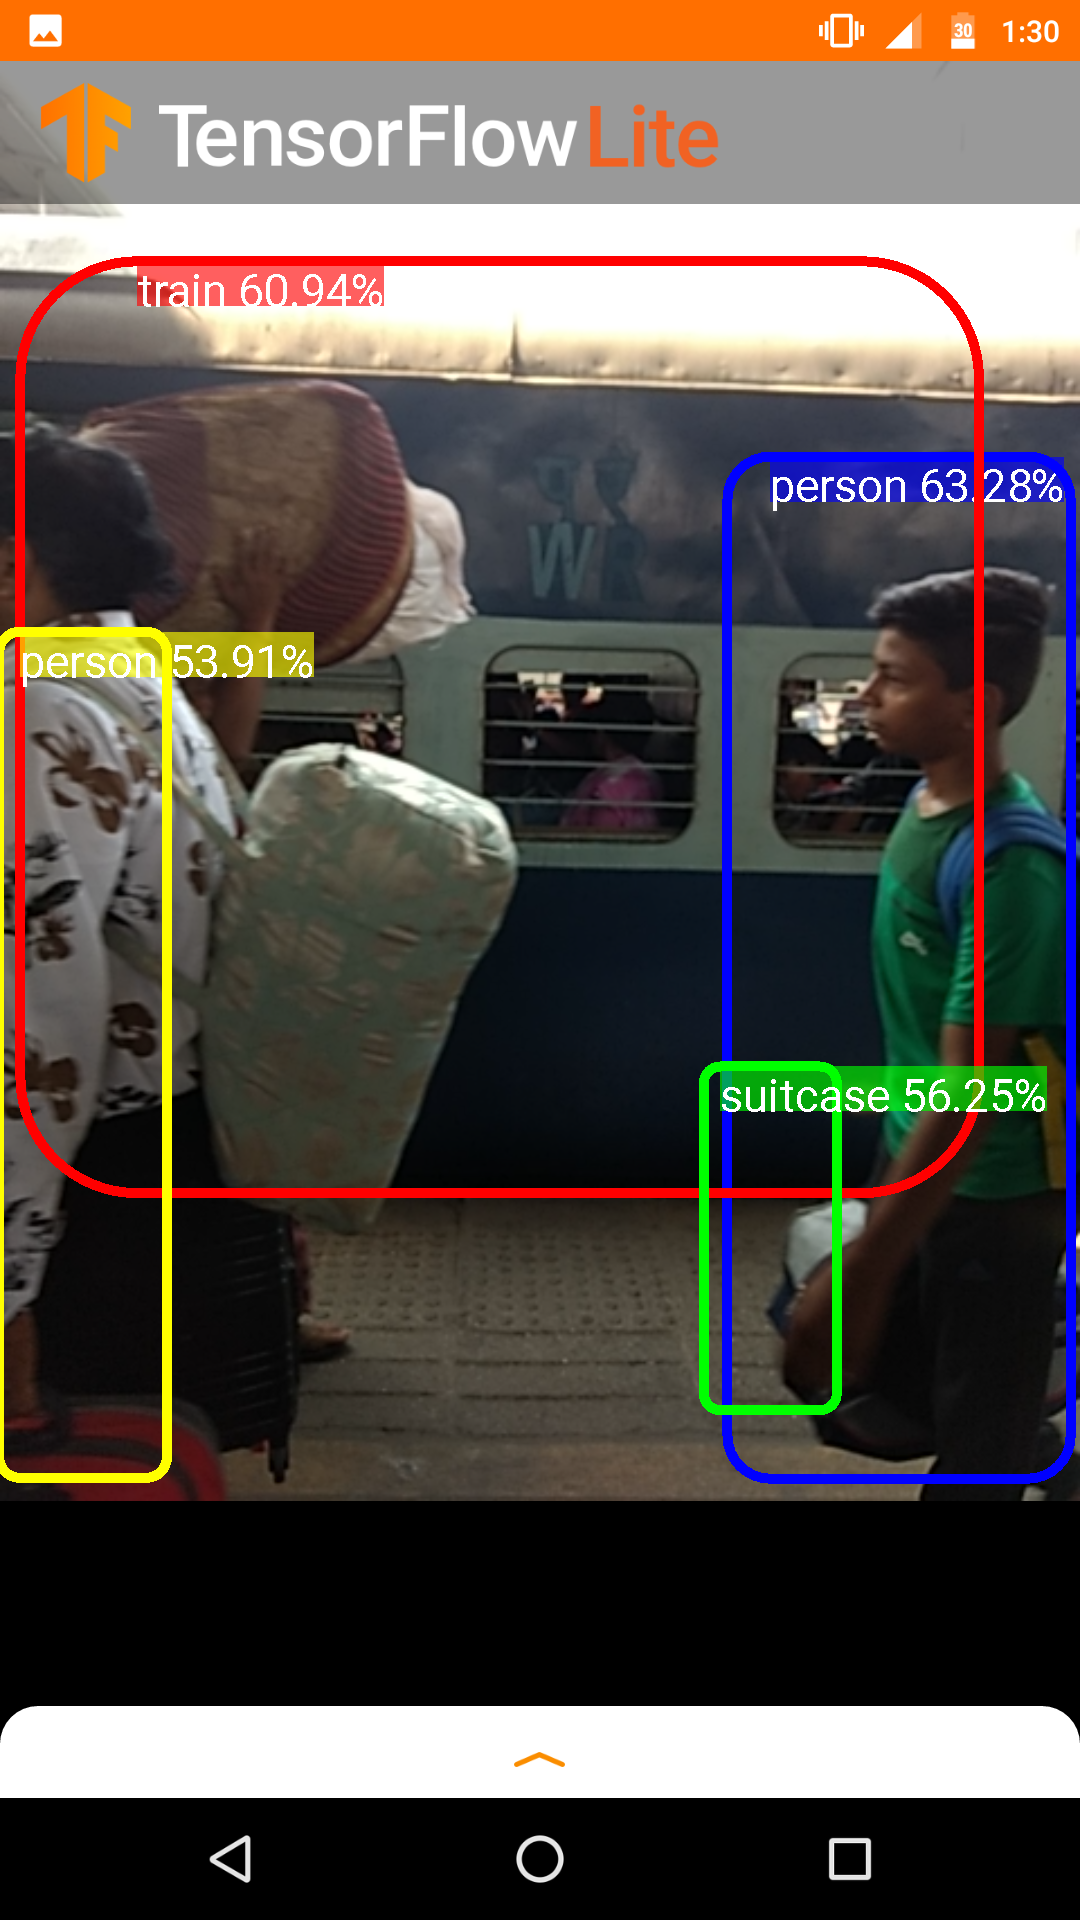 1:30
30
TensorFlow Lite
train 60.94%
person 63.28%
WR
person 53.91%
suitcase 56.25%